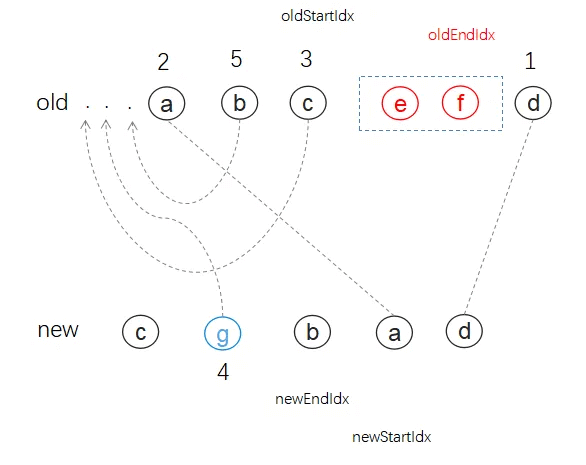 oldStartIdx
oldEndIdx
2 5 3 1
old . . . a b c e f d
new c g b a d
4
newEndIdx
newStartIdx